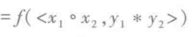 = f( < x₁ ∘ x₂ , y₁ * y₂ > )